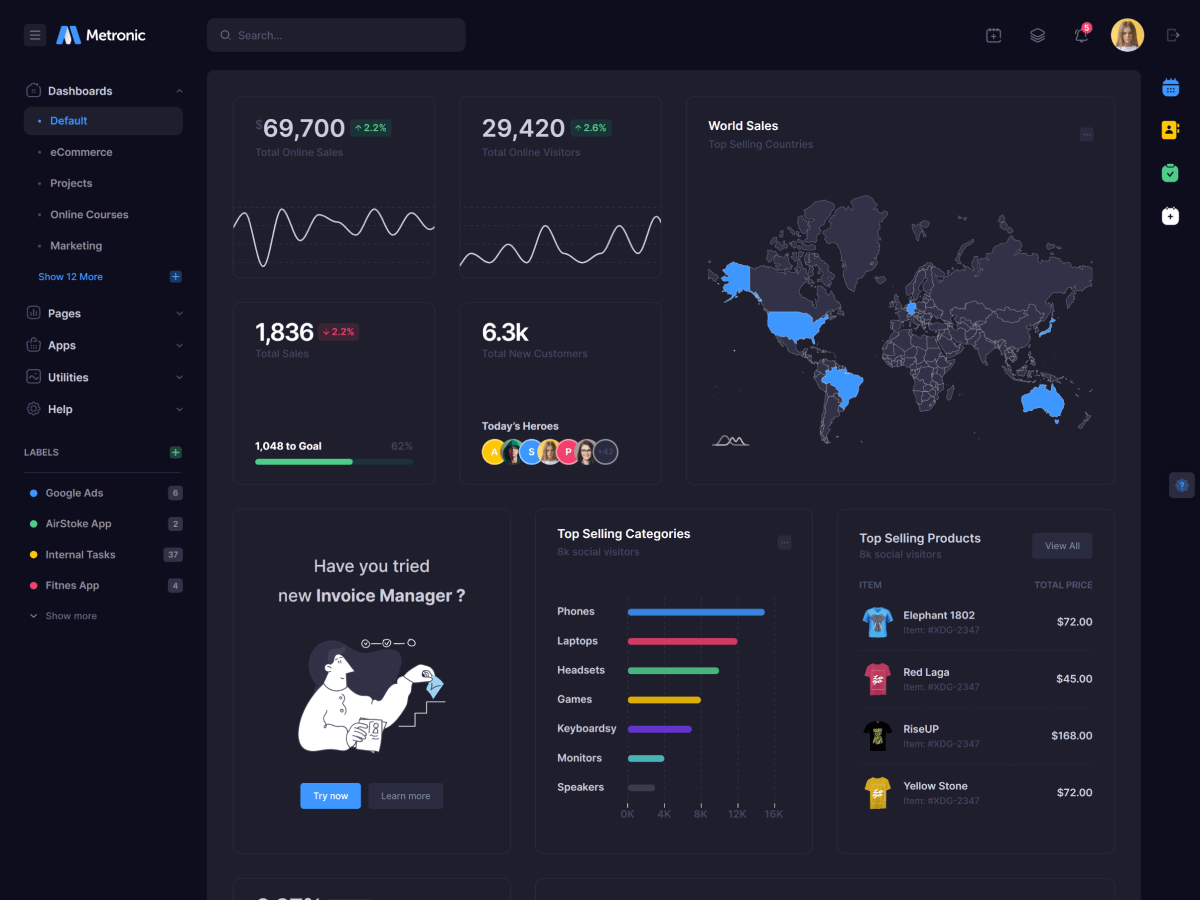 Metronic
Search...
5
Dashboards
Default
eCommerce
Projects
Online Courses
Marketing
Show 12 More
Pages
Apps
Utilities
Help
LABELS
Google Ads 6
AirStoke App 2
Internal Tasks 37
Fitnes App 4
Show more
$69,700 2.2%
Total Online Sales
29,420 2.6%
Total Online Visitors
World Sales
Top Selling Countries
1,836 2.2%
Total Sales
1,048 to Goal 62%
6.3k
Total New Customers
Today's Heroes
A S P +42
Have you tried
new Invoice Manager ?
Try now Learn more
Top Selling Categories
8k social visitors
Phones
Laptops
Headsets
Games
Keyboardsy
Monitors
Speakers
0K 4K 8K 12K 16K
Top Selling Products
8k social visitors
View All
ITEM TOTAL PRICE
Elephant 1802
Item: #XDG-2347
$72.00
Red Laga
Item: #XDG-2347
$45.00
RiseUP
Item: #XDG-2347
$168.00
Yellow Stone
Item: #XDG-2347
$72.00